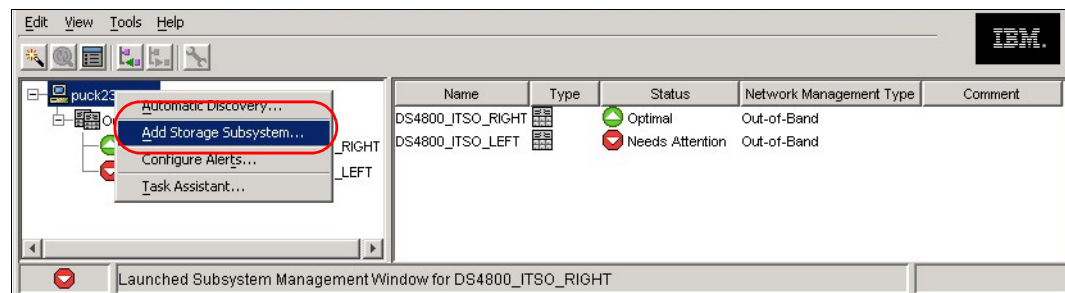 Edit View Tools Help
IBM.
puck23
Automatic Discovery...
Add Storage Subsystem...
Configure Alerts...
Task Assistant...
_RIGHT
_LEFT
Name Type Status Network Management Type Comment
DS4800_ITSO_RIGHT Optimal Out-of-Band
DS4800_ITSO_LEFT Needs Attention Out-of-Band
Launched Subsystem Management Window for DS4800_ITSO_RIGHT